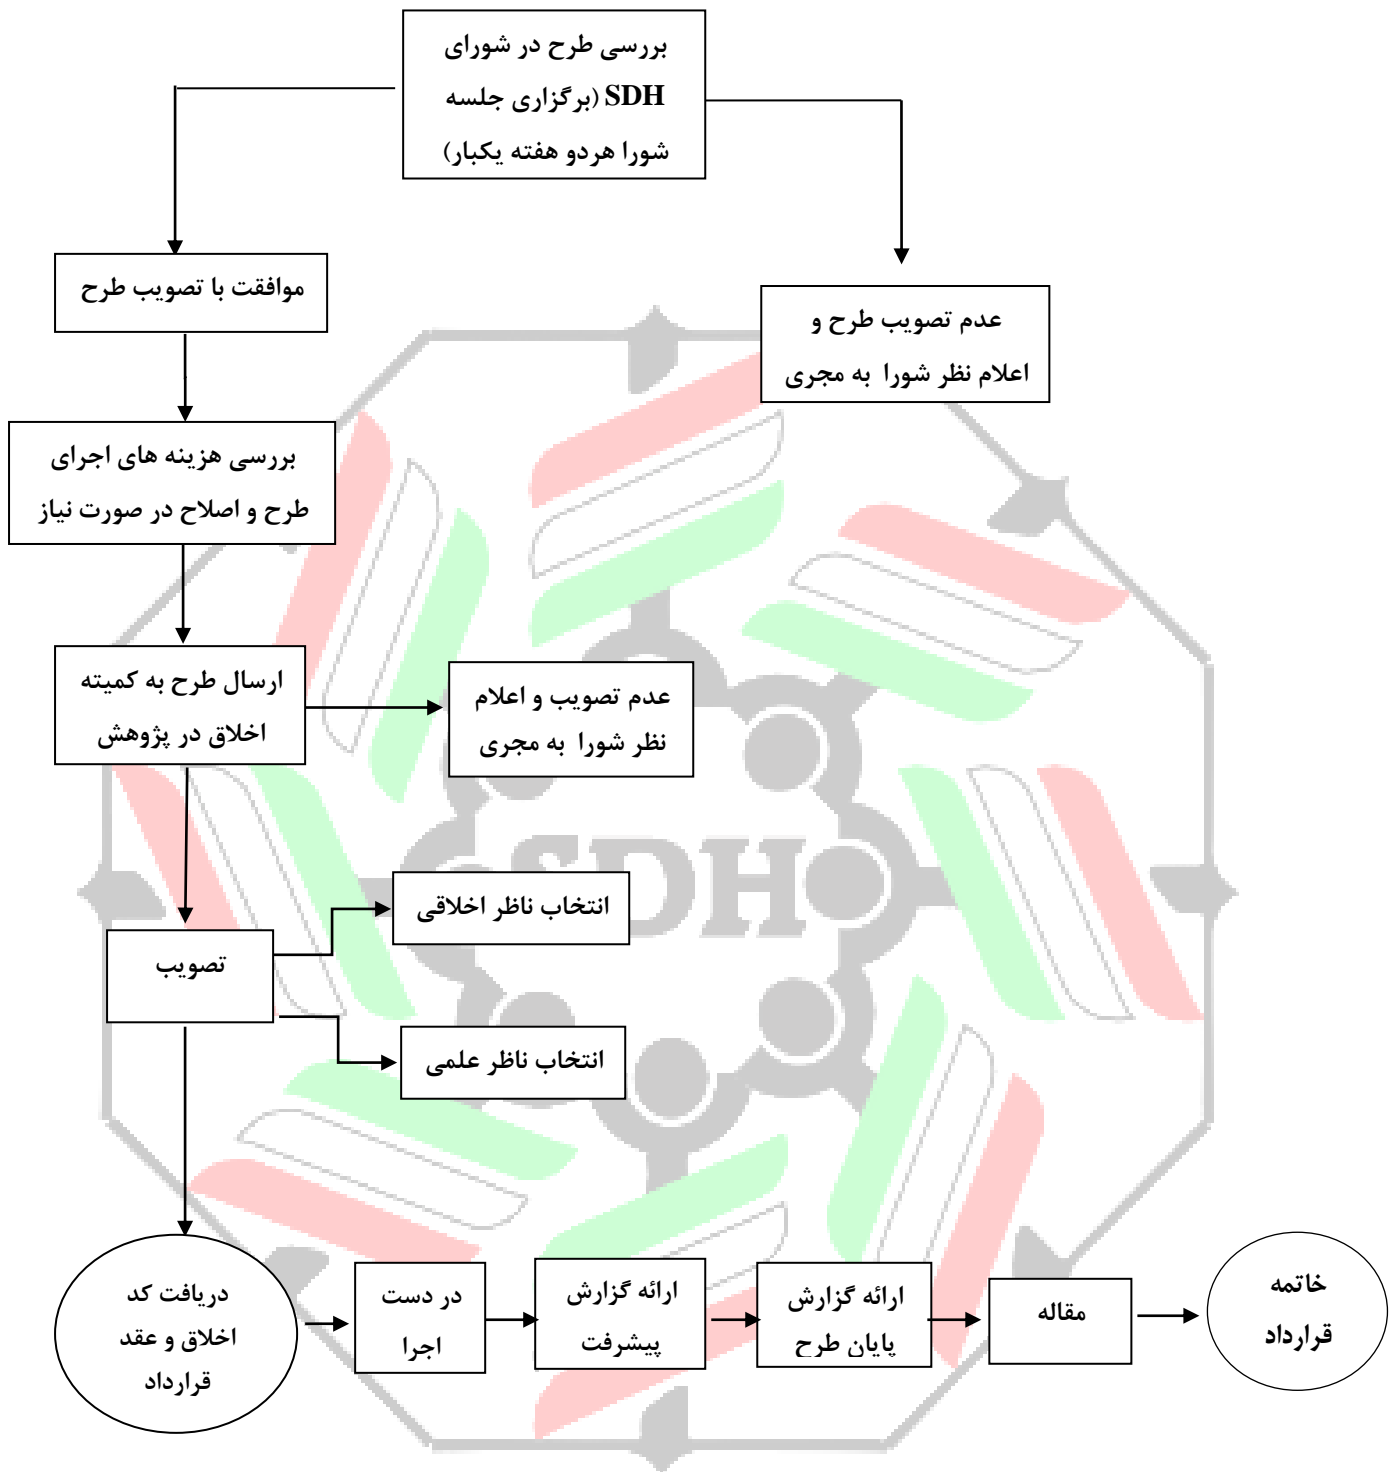 بررسی طرح در شورای
SDH (برگزاری جلسه
شورا هردو هفته یکبار)
موافقت با تصویب طرح
عدم تصویب طرح و
اعلام نظر شورا به مجری
بررسی هزینه های اجرای
طرح و اصلاح در صورت نیاز
ارسال طرح به کمیته
اخلاق در پژوهش
عدم تصویب و اعلام
نظر شورا به مجری
SDH
انتخاب ناظر اخلاقی
تصویب
انتخاب ناظر علمی
دریافت کد
اخلاق و عقد
قرارداد
در دست
اجرا
ارائه گزارش
پیشرفت
ارائه گزارش
پایان طرح
مقاله
خاتمه
قرارداد